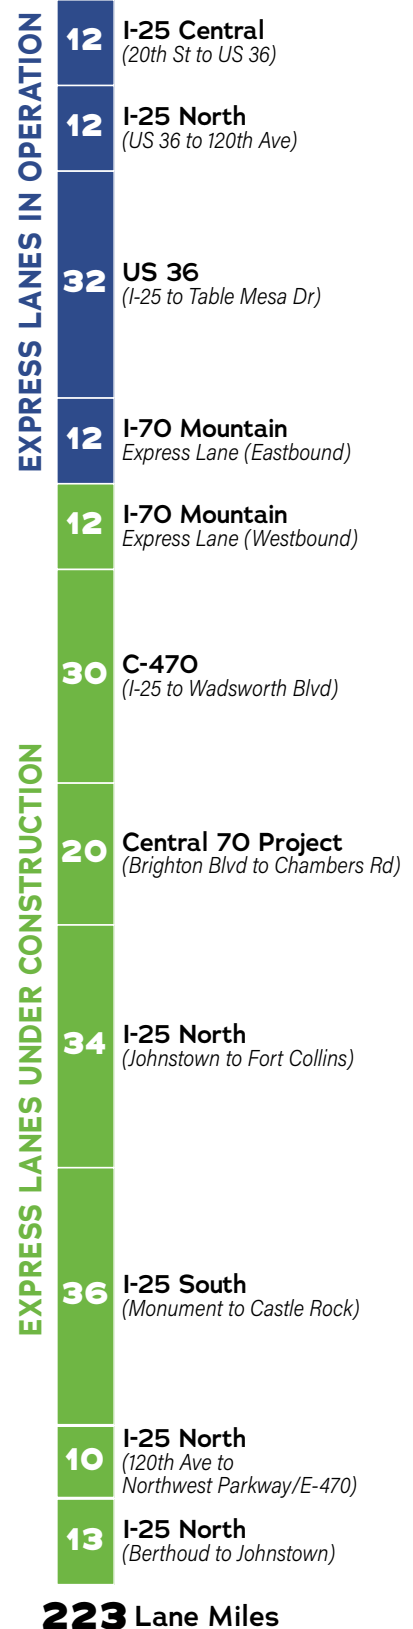 EXPRESS LANES IN OPERATION
12
I-25 Central
(20th St to US 36)
12
I-25 North
(US 36 to 120th Ave)
32
US 36
(I-25 to Table Mesa Dr)
12
I-70 Mountain
Express Lane (Eastbound)
EXPRESS LANES UNDER CONSTRUCTION
12
I-70 Mountain
Express Lane (Westbound)
30
C-470
(I-25 to Wadsworth Blvd)
20
Central 70 Project
(Brighton Blvd to Chambers Rd)
34
I-25 North
(Johnstown to Fort Collins)
36
I-25 South
(Monument to Castle Rock)
10
I-25 North
(120th Ave to
Northwest Parkway/E-470)
13
I-25 North
(Berthoud to Johnstown)
223 Lane Miles